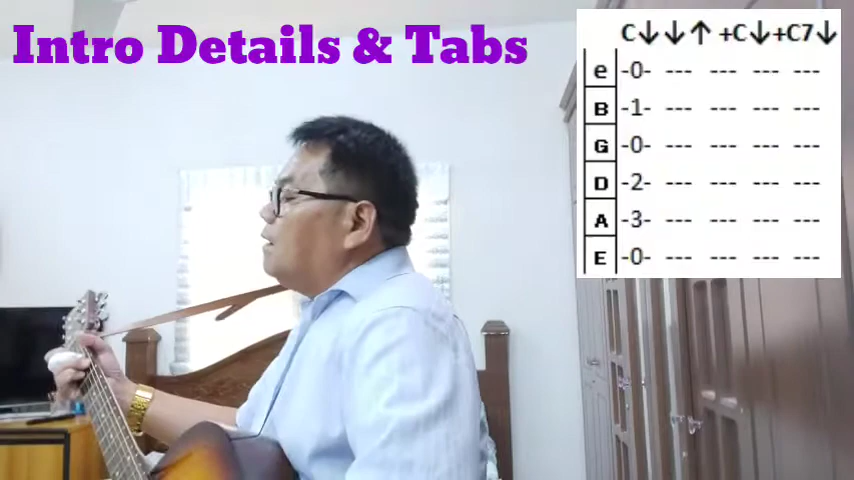 Intro Details & Tabs
C↓↓↑ +C↓+C7↓
e -0- --- --- --- ---
B -1- --- --- --- ---
G -0- --- --- --- ---
D -2- --- --- --- ---
A -3- --- --- --- ---
E -0- --- --- --- ---